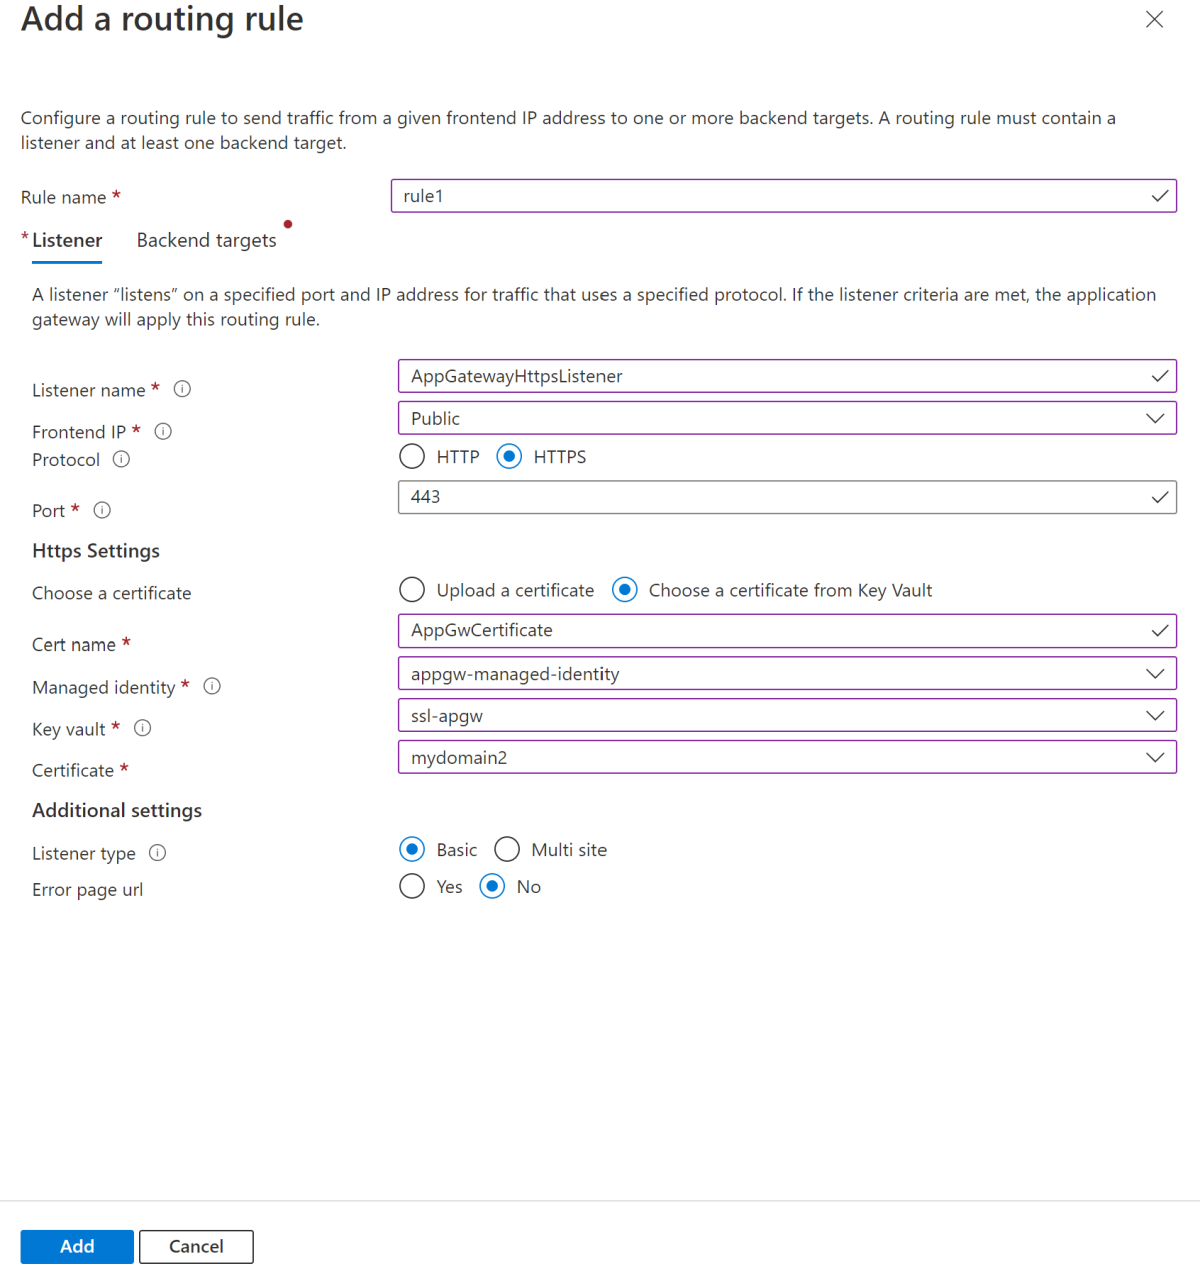 Add a routing rule
Configure a routing rule to send traffic from a given frontend IP address to one or more backend targets. A routing rule must contain a
listener and at least one backend target.
Rule name *
rule1
* Listener Backend targets
A listener “listens” on a specified port and IP address for traffic that uses a specified protocol. If the listener criteria are met, the application
gateway will apply this routing rule.
Listener name *
AppGatewayHttpsListener
Frontend IP *
Public
Protocol
HTTP HTTPS
Port *
443
Https Settings
Choose a certificate
Upload a certificate Choose a certificate from Key Vault
Cert name *
AppGwCertificate
Managed identity *
appgw-managed-identity
Key vault *
ssl-apgw
Certificate *
mydomain2
Additional settings
Listener type
Basic Multi site
Error page url
Yes No
Add Cancel